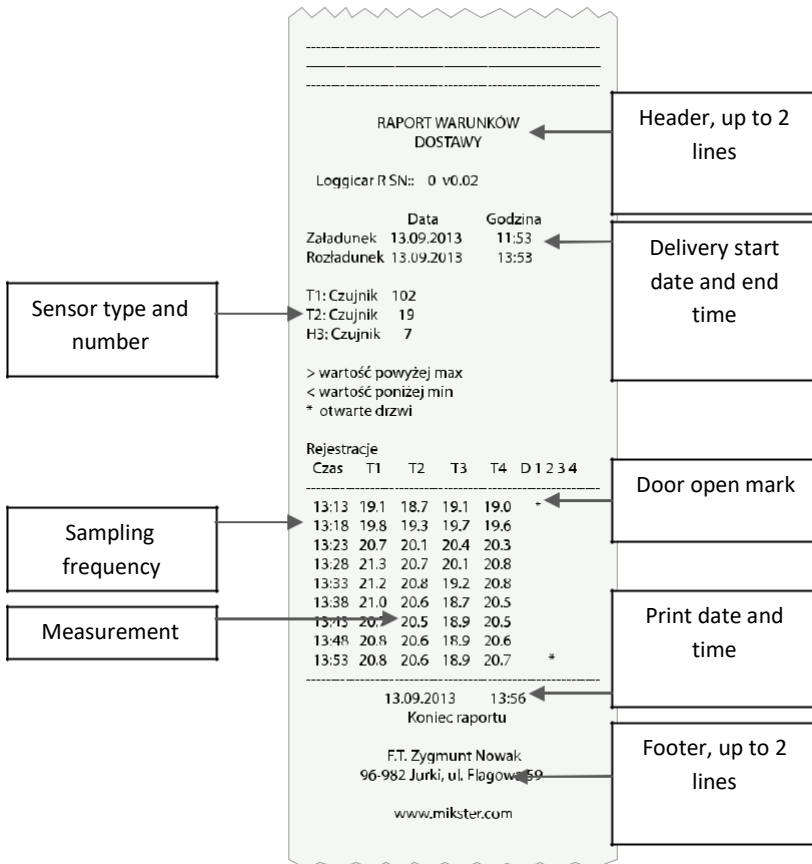 RAPORT WARUNKÓW
DOSTAWY
Loggicar R SN:: 0 v0.02
Data Godzina
Załadunek 13.09.2013 11:53
Rozładunek 13.09.2013 13:53
T1: Czujnik 102
T2: Czujnik 19
H3: Czujnik 7
> wartość powyżej max
< wartość poniżej min
* otwarte drzwi
Rejestracje
Czas T1 T2 T3 T4 D 1 2 3 4
13:13 19.1 18.7 19.1 19.0 *
13:18 19.8 19.3 19.7 19.6
13:23 20.7 20.1 20.4 20.3
13:28 21.3 20.7 20.1 20.8
13:33 21.2 20.8 19.2 20.8
13:38 21.0 20.6 18.7 20.5
13:43 20.7 20.5 18.9 20.5
13:48 20.8 20.6 18.9 20.6
13:53 20.8 20.6 18.9 20.7 *
13.09.2013 13:56
Koniec raportu
F.T. Zygmunt Nowak
96-982 Jurki, ul. Flagowa 59
www.mikster.com
Sensor type and
number
Sampling
frequency
Measurement
Header, up to 2
lines
Delivery start
date and end
time
Door open mark
Print date and
time
Footer, up to 2
lines